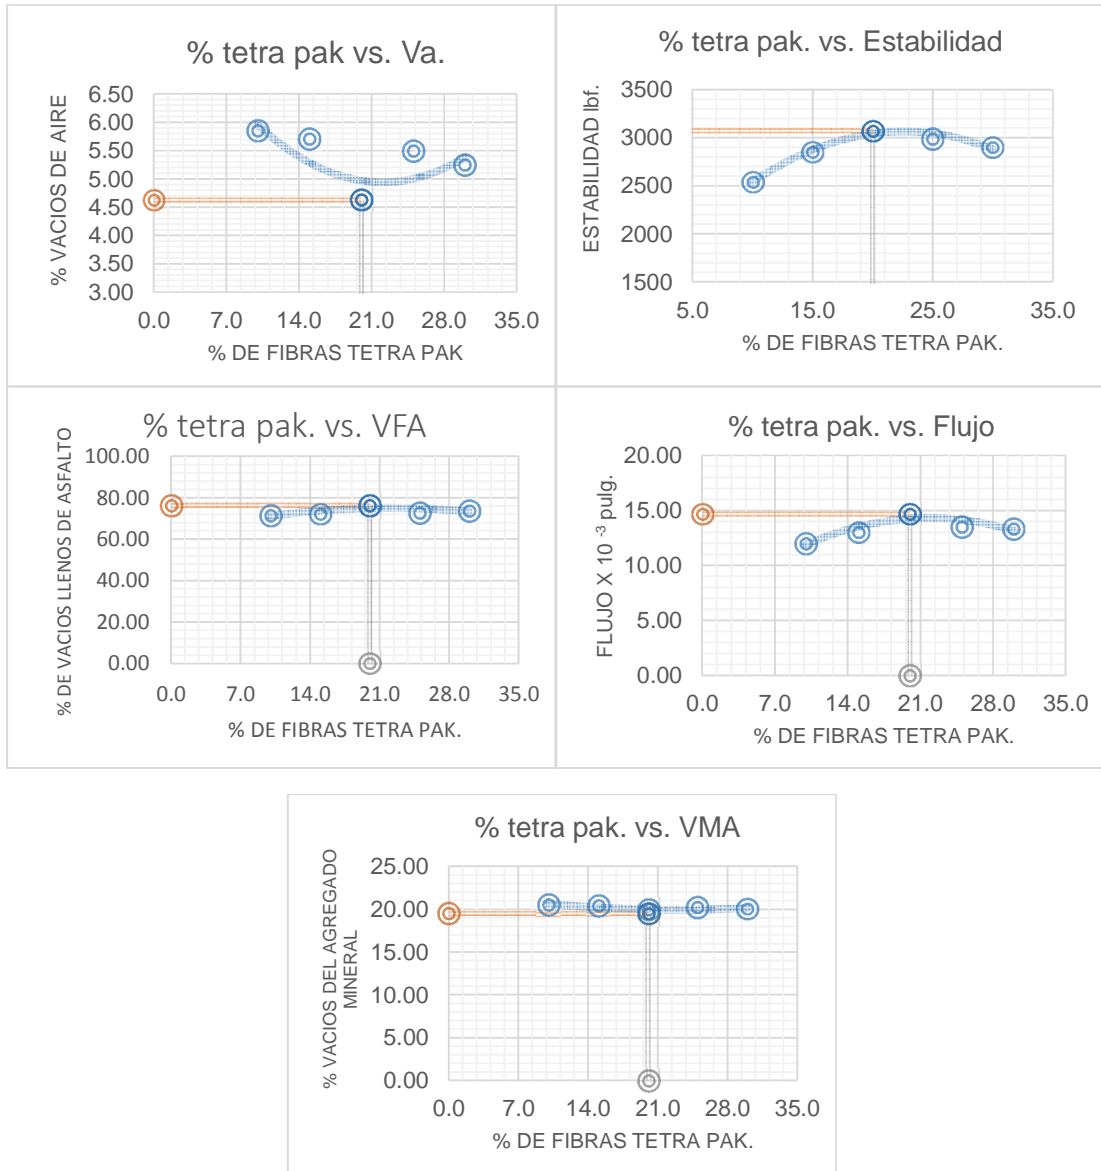 % tetra pak vs. Va.
% VACIOS DE AIRE
6.50
6.00
5.50
5.00
4.50
4.00
3.50
3.00
0.0 7.0 14.0 21.0 28.0 35.0
% DE FIBRAS TETRA PAK
% tetra pak. vs. Estabilidad
ESTABILIDAD lbf.
3500
3000
2500
2000
1500
5.0 15.0 25.0 35.0
% DE FIBRAS TETRA PAK.
% tetra pak. vs. VFA
% DE VACIOS LLENOS DE ASFALTO
100.00
80.00
60.00
40.00
20.00
0.00
0.0 7.0 14.0 21.0 28.0 35.0
% DE FIBRAS TETRA PAK.
% tetra pak. vs. Flujo
FLUJO X 10 -3 pulg.
20.00
15.00
10.00
5.00
0.00
0.0 7.0 14.0 21.0 28.0 35.0
% DE FIBRAS TETRA PAK.
% tetra pak. vs. VMA
% VACIOS DEL AGREGADO
MINERAL
25.00
20.00
15.00
10.00
5.00
0.00
0.0 7.0 14.0 21.0 28.0 35.0
% DE FIBRAS TETRA PAK.